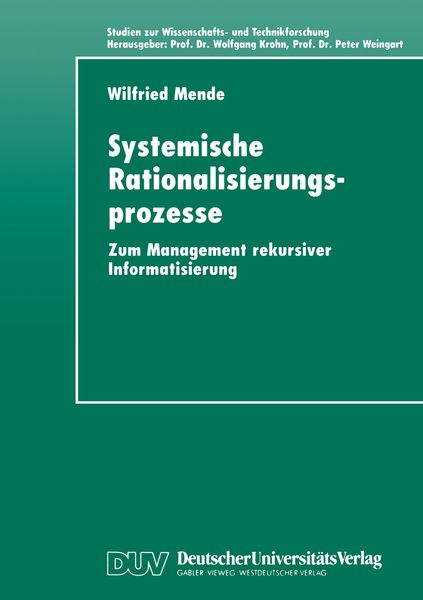 Studien zur Wissenschafts- und Technikforschung
Herausgeber: Prof. Dr. Wolfgang Krohn, Prof. Dr. Peter Weingart
Wilfried Mende
Systemische
Rationalisierungs-
prozesse
Zum Management rekursiver
Informatisierung
DUV DeutscherUniversitätsVerlag
GABLER·VIEWEG·WESTDEUTSCHER VERLAG